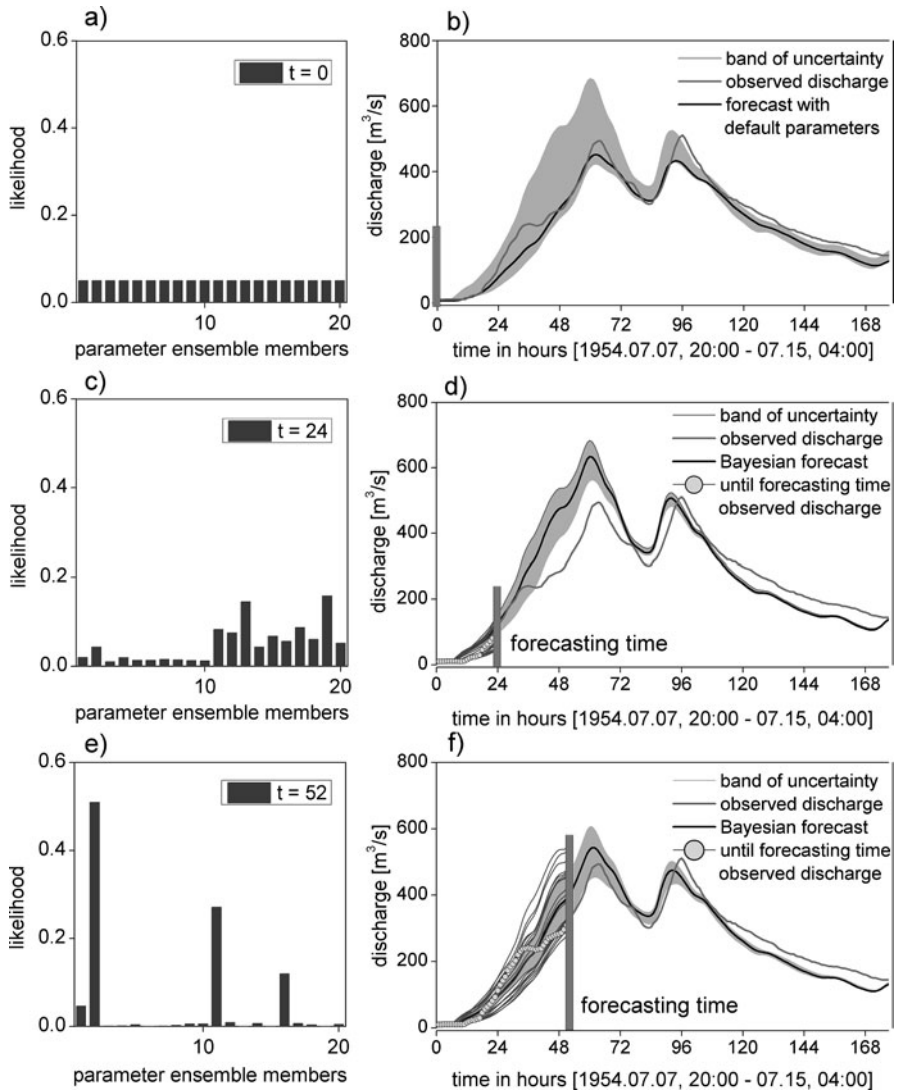 a)
0.6
0.4
0.2
0.0
likelihood
t = 0
10
20
parameter ensemble members
b)
800
600
400
200
0
discharge [m³/s]
band of uncertainty
observed discharge
forecast with
default parameters
0
24
48
72
96
120
144
168
time in hours [1954.07.07, 20:00 - 07.15, 04:00]
c)
0.6
0.4
0.2
0.0
likelihood
t = 24
10
20
parameter ensemble members
d)
800
600
400
200
0
discharge [m³/s]
band of uncertainty
observed discharge
Bayesian forecast
until forecasting time
observed discharge
forecasting time
0
24
48
72
96
120
144
168
time in hours [1954.07.07, 20:00 - 07.15, 04:00]
e)
0.6
0.4
0.2
0.0
likelihood
t = 52
10
20
parameter ensemble members
f)
800
600
400
200
0
discharge [m³/s]
band of uncertainty
observed discharge
Bayesian forecast
until forecasting time
observed discharge
forecasting time
0
24
48
72
96
120
144
168
time in hours [1954.07.07, 20:00 - 07.15, 04:00]